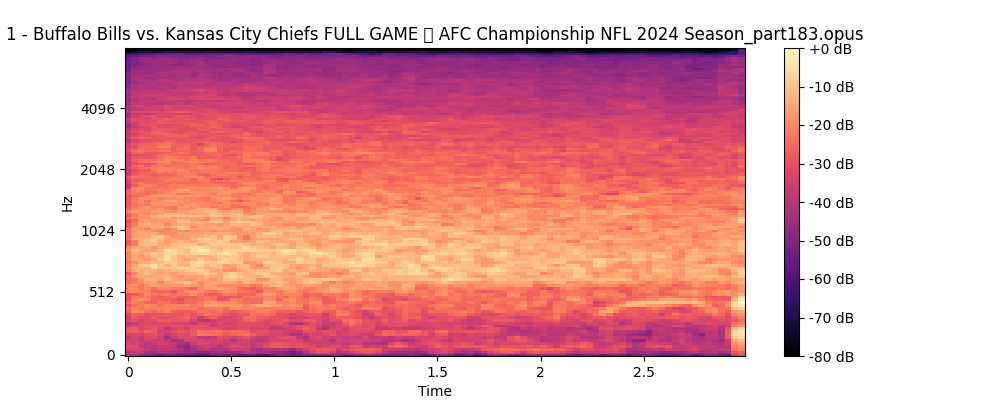 1 - Buffalo Bills vs. Kansas City Chiefs FULL GAME ▯ AFC Championship NFL 2024 Season_part183.opus
+0 dB
-10 dB
-20 dB
-30 dB
-40 dB
-50 dB
-60 dB
-70 dB
-80 dB
4096
2048
1024
512
0
Hz
0
0.5
1
1.5
2
2.5
Time